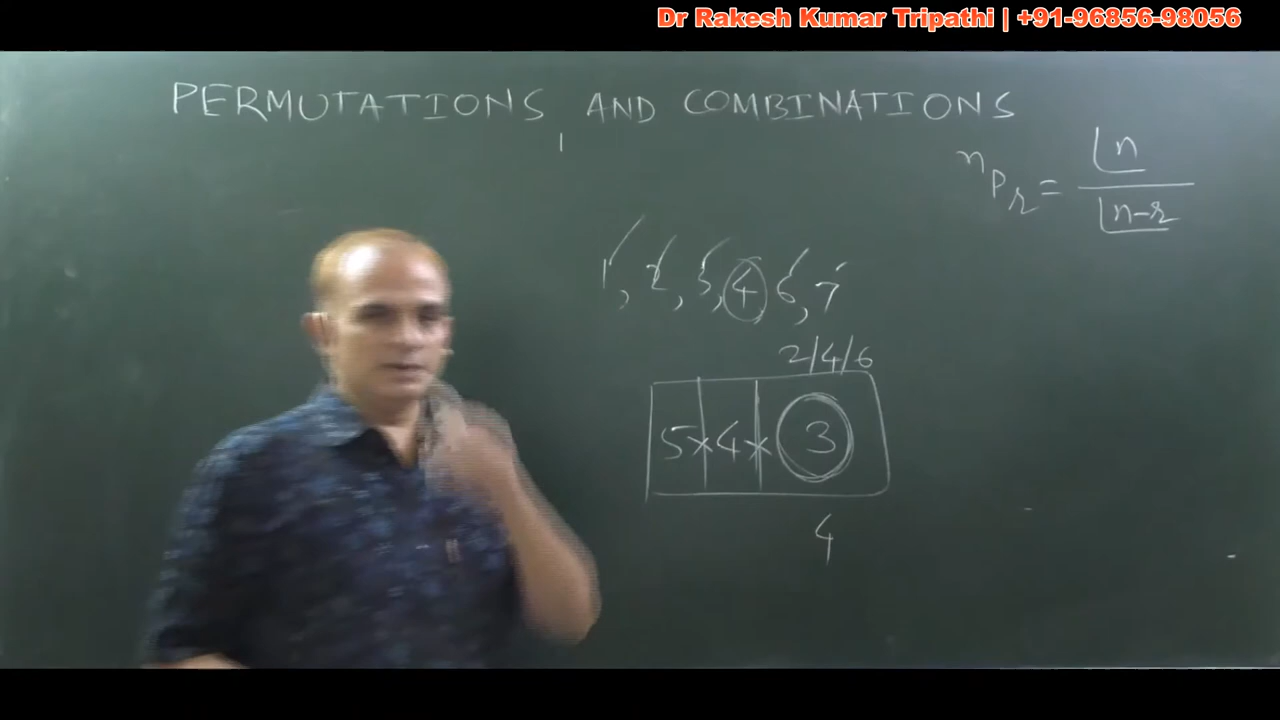 Dr Rakesh Kumar Tripathi | +91-96856-98056
PERMUTATIONS AND COMBINATIONS
nPr = ⌊n / ⌊n-r
1, 2, 3, 4, 6, 7
2/4/6
5 × 4 × 3
4